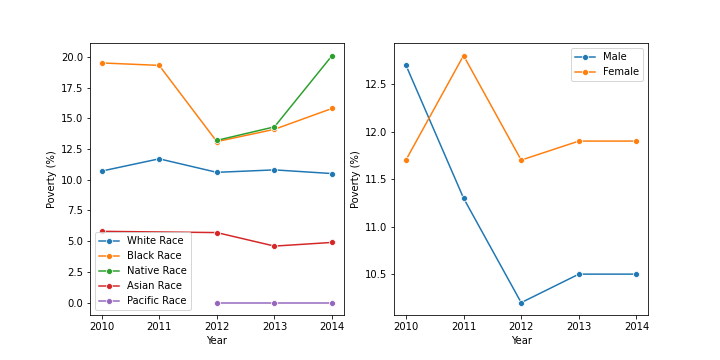 20.0
17.5
15.0
12.5
10.0
7.5
5.0
2.5
0.0
Poverty (%)
White Race
Black Race
Native Race
Asian Race
Pacific Race
2010 2011 2012 2013 2014
Year
12.5
12.0
11.5
11.0
10.5
Poverty (%)
Male
Female
2010 2011 2012 2013 2014
Year